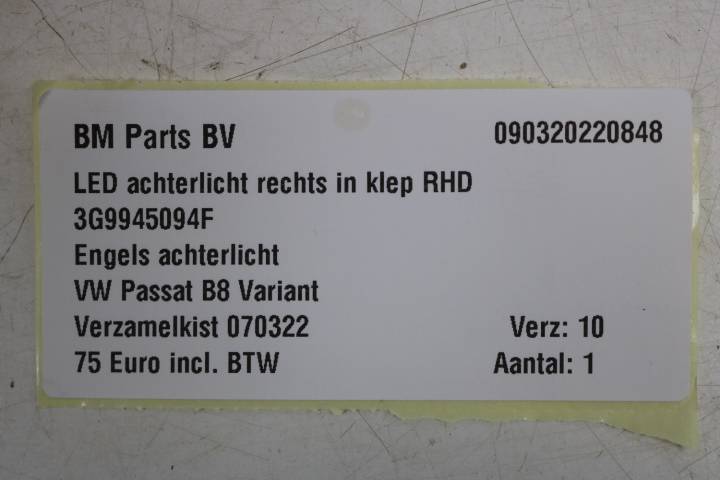 BM Parts BV 090320220848
LED achterlicht rechts in klep RHD
3G9945094F
Engels achterlicht
VW Passat B8 Variant
Verzamelkist 070322 Verz: 10
75 Euro incl. BTW Aantal: 1